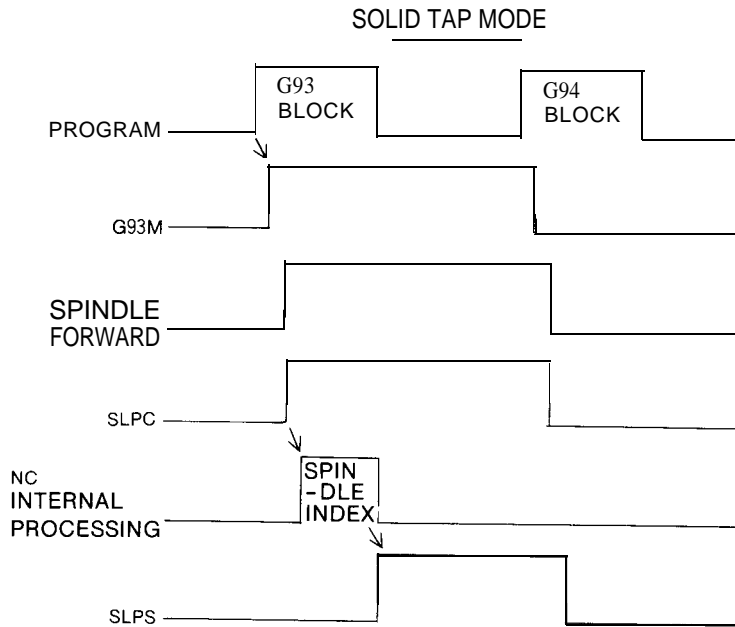 SOLID TAP MODE
G93
BLOCK
G94
BLOCK
PROGRAM
G93M
SPINDLE
FORWARD
SLPC
NC
INTERNAL
PROCESSING
SPIN
-DLE
INDEX
SLPS